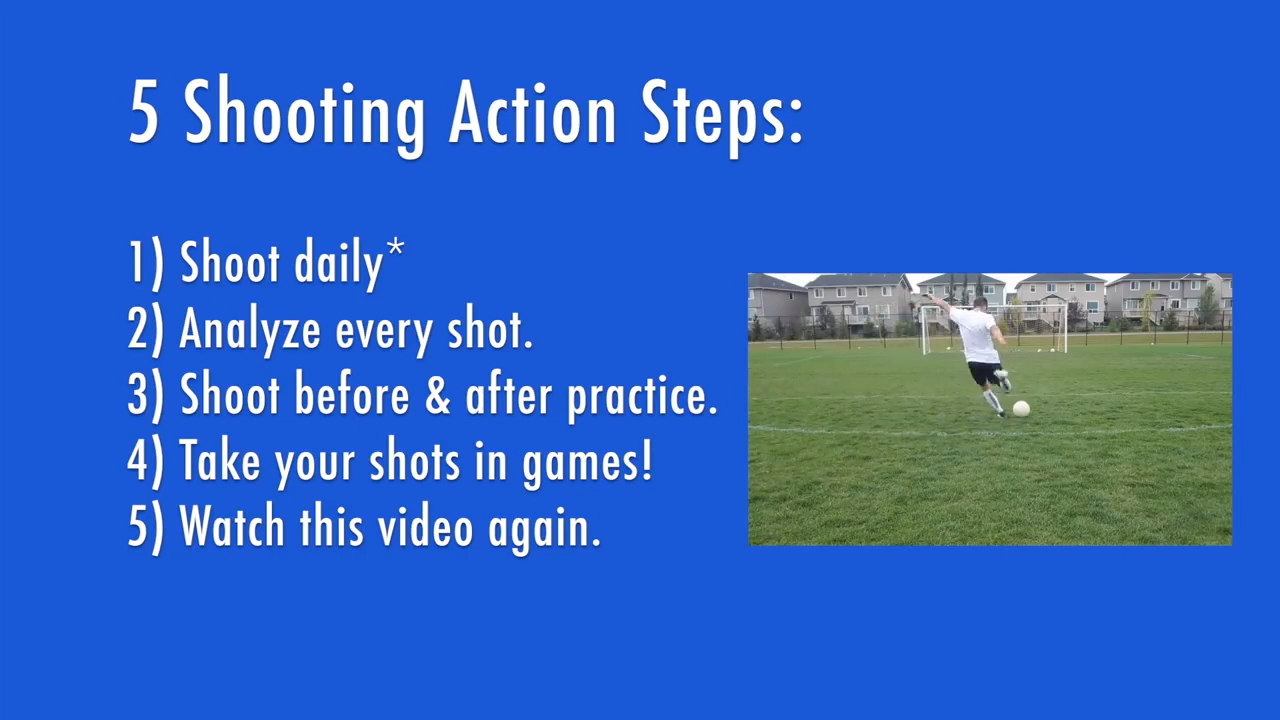 5 Shooting Action Steps:
1) Shoot daily*
2) Analyze every shot.
3) Shoot before & after practice.
4) Take your shots in games!
5) Watch this video again.